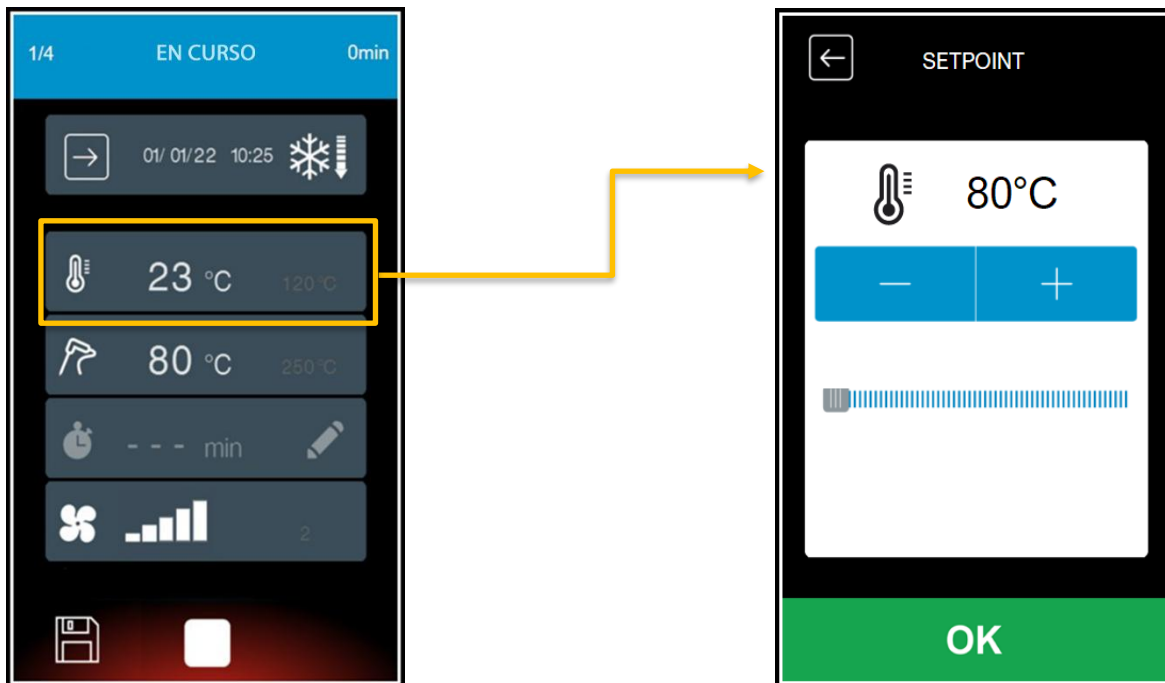 1/4 EN CURSO 0min
01/ 01/22 10:25
23 °C 120°C
80 °C 250°C
- - - min
2
SETPOINT
80°C
— +
OK